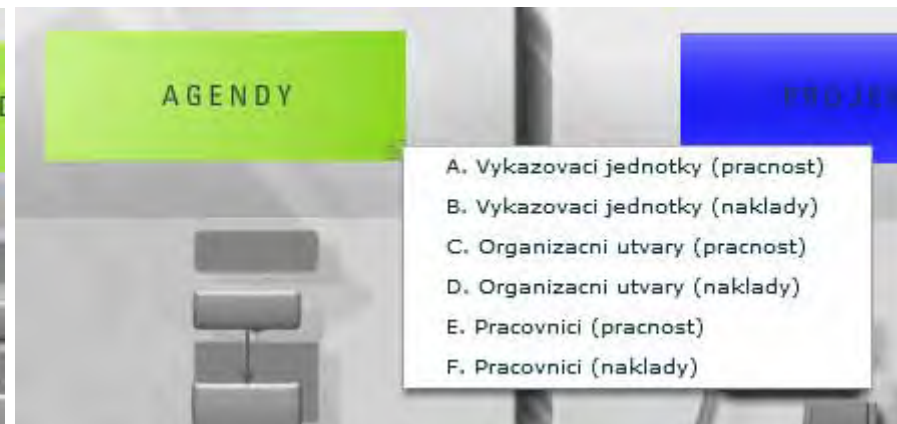 AGENDY
A. Vykazovaci jednotky (pracnost)
B. Vykazovaci jednotky (naklady)
C. Organizacni utvary (pracnost)
D. Organizacni utvary (naklady)
E. Pracovnici (pracnost)
F. Pracovnici (naklady)